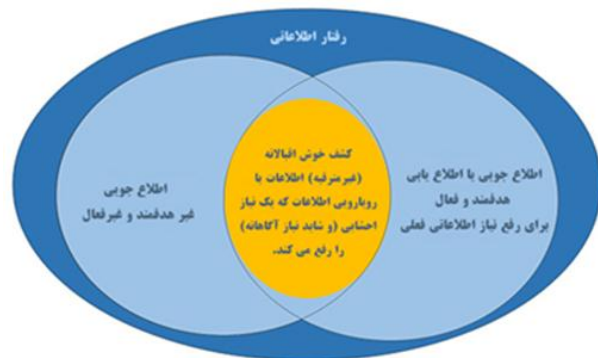 رفتار اطلاعاتی
اطلاع جویی یا اطلاع یابی
هدفمند و فعال
برای رفع نیاز اطلاعاتی فعلی
کشف خوش اقبالانه
(غیرمترقبه) اطلاعات یا
رویارویی اطلاعات که یک نیاز
احشایی (و شاید نیاز آگاهانه)
را رفع می کند.
اطلاع جویی
غیر هدفمند و غیرفعال